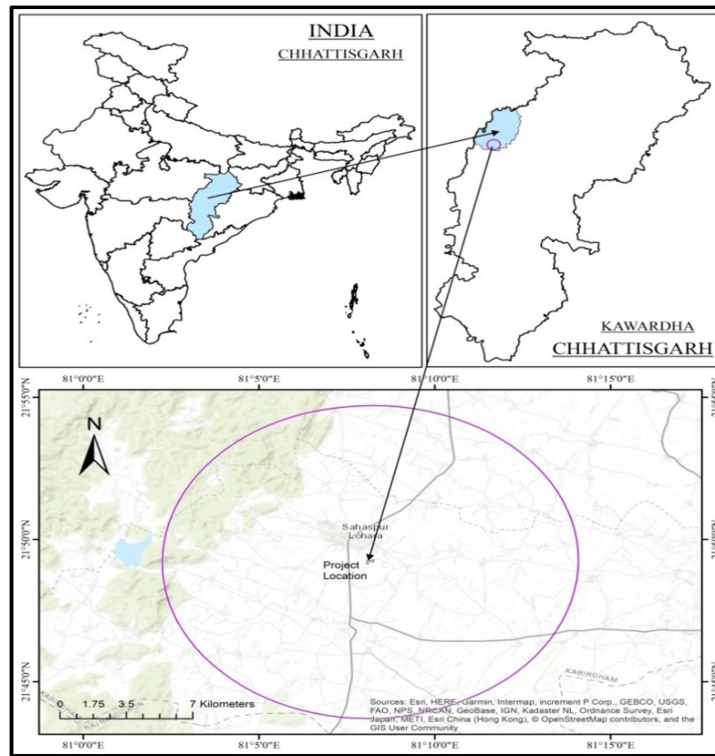 INDIA
CHHATTISGARH
KAWARDHA
CHHATTISGARH
81°0'0"E 81°5'0"E 81°10'0"E 81°15'0"E
21°55'0"N
21°50'0"N
21°45'0"N
N
Sahaspur
Lohara
Project
Location
KABIRDHAM
0 1.75 3.5 7 Kilometers
Sources: Esri, HERE, Garmin, Intermap, increment P Corp., GEBCO, USGS,
FAO, NPS, NRCAN, GeoBase, IGN, Kadaster NL, Ordnance Survey, Esri
Japan, METI, Esri China (Hong Kong), © OpenStreetMap contributors, and the
GIS User Community
81°0'0"E 81°5'0"E 81°10'0"E 81°15'0"E